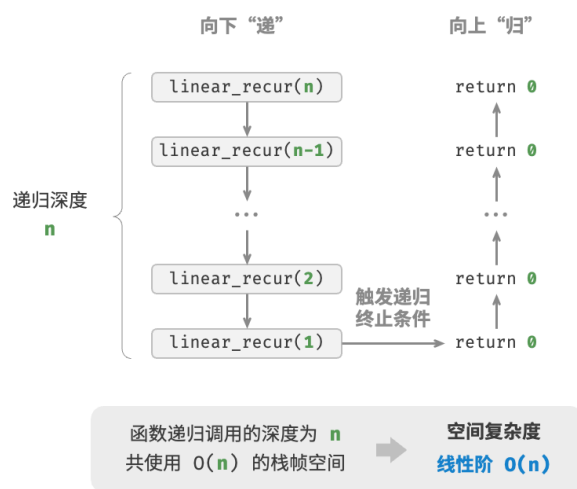 向下“递”
向上“归”
linear_recur(n)
return 0
linear_recur(n-1)
return 0
递归深度
n
...
...
linear_recur(2)
return 0
触发递归
终止条件
linear_recur(1)
return 0
函数递归调用的深度为 n
共使用 O(n) 的栈帧空间
空间复杂度
线性阶 O(n)